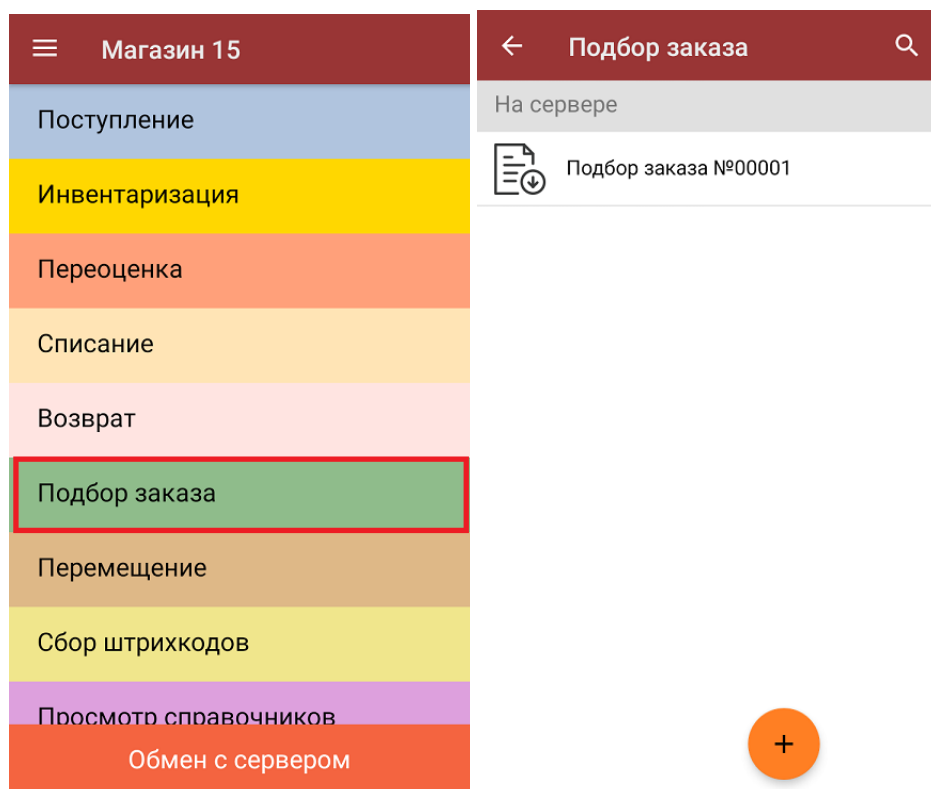 Магазин 15
Поступление
Инвентаризация
Переоценка
Списание
Возврат
Подбор заказа
Перемещение
Сбор штрихкодов
Просмотр справочников
Обмен с сервером
Подбор заказа
На сервере
Подбор заказа №00001
+